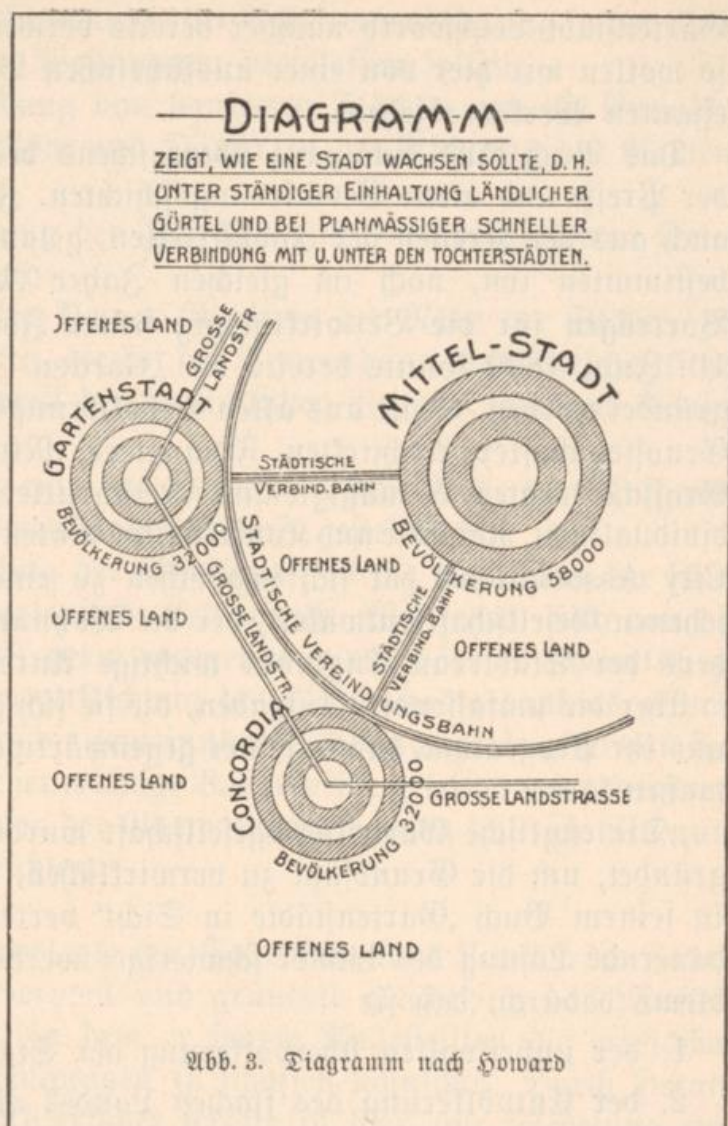 DIAGRAMM
ZEIGT, WIE EINE STADT WACHSEN SOLLTE, D. H.
UNTER STÄNDIGER EINHALTUNG LÄNDLICHER
GÜRTEL UND BEI PLANMÄSSIGER SCHNELLER
VERBINDUNG MIT U. UNTER DEN TOCHTERSTÄDTEN.
OFFENES LAND
GROSSE
LANDSTR
MITTEL-STADT
GARTENSTADT
STÄDTISCHE
VERBIND. BAHN
BEVÖLKERUNG 32000
BEVÖLKERUNG 58000
OFFENES LAND
STÄDTISCHE VERBINDUNGSBAHN
GROSSE LANDSTR.
STÄDTISCHE
VERBIND. BAHN
OFFENES LAND
OFFENES LAND
CONCORDIA
OFFENES LAND
GROSSE LANDSTRASSE
BEVÖLKERUNG 32000
OFFENES LAND
Abb. 3. Diagramm nach Howard